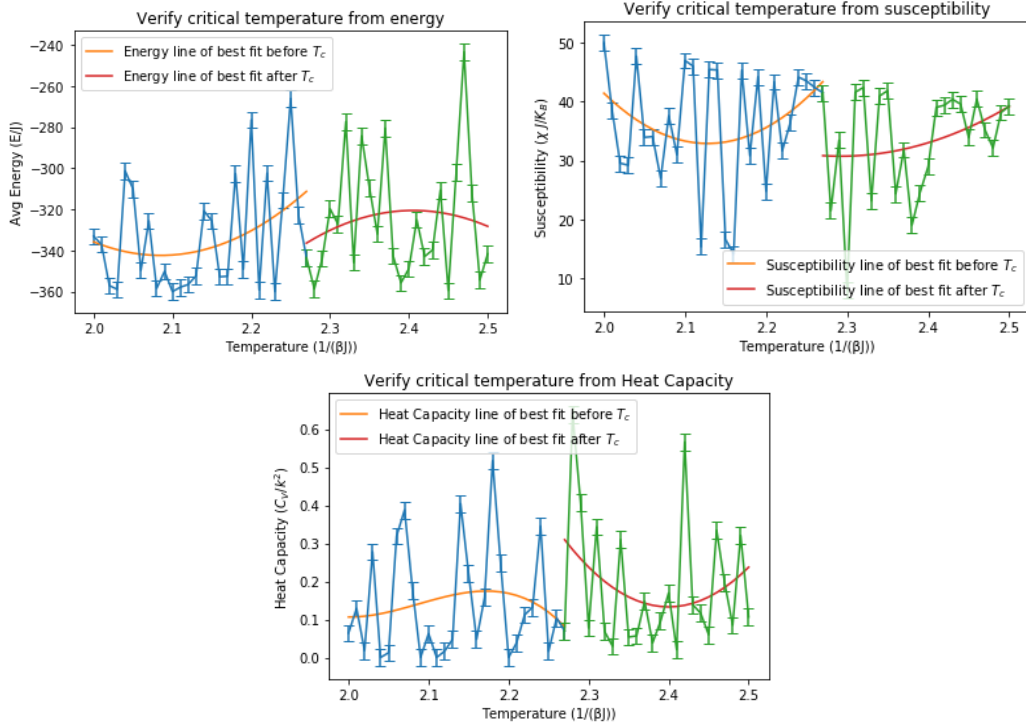 Verify critical temperature from energy
Energy line of best fit before T_c
Energy line of best fit after T_c
Avg Energy (E/J)
−240
−260
−280
−300
−320
−340
−360
2.0 2.1 2.2 2.3 2.4 2.5
Temperature (1/(βJ))
Verify critical temperature from susceptibility
Susceptibility (χ //K_B)
50
40
30
20
10
Susceptibility line of best fit before T_c
Susceptibility line of best fit after T_c
2.0 2.1 2.2 2.3 2.4 2.5
Temperature (1/(βJ))
Verify critical temperature from Heat Capacity
Heat Capacity line of best fit before T_c
Heat Capacity line of best fit after T_c
Heat Capacity (C_v/k²)
0.6
0.5
0.4
0.3
0.2
0.1
0.0
2.0 2.1 2.2 2.3 2.4 2.5
Temperature (1/(βJ))